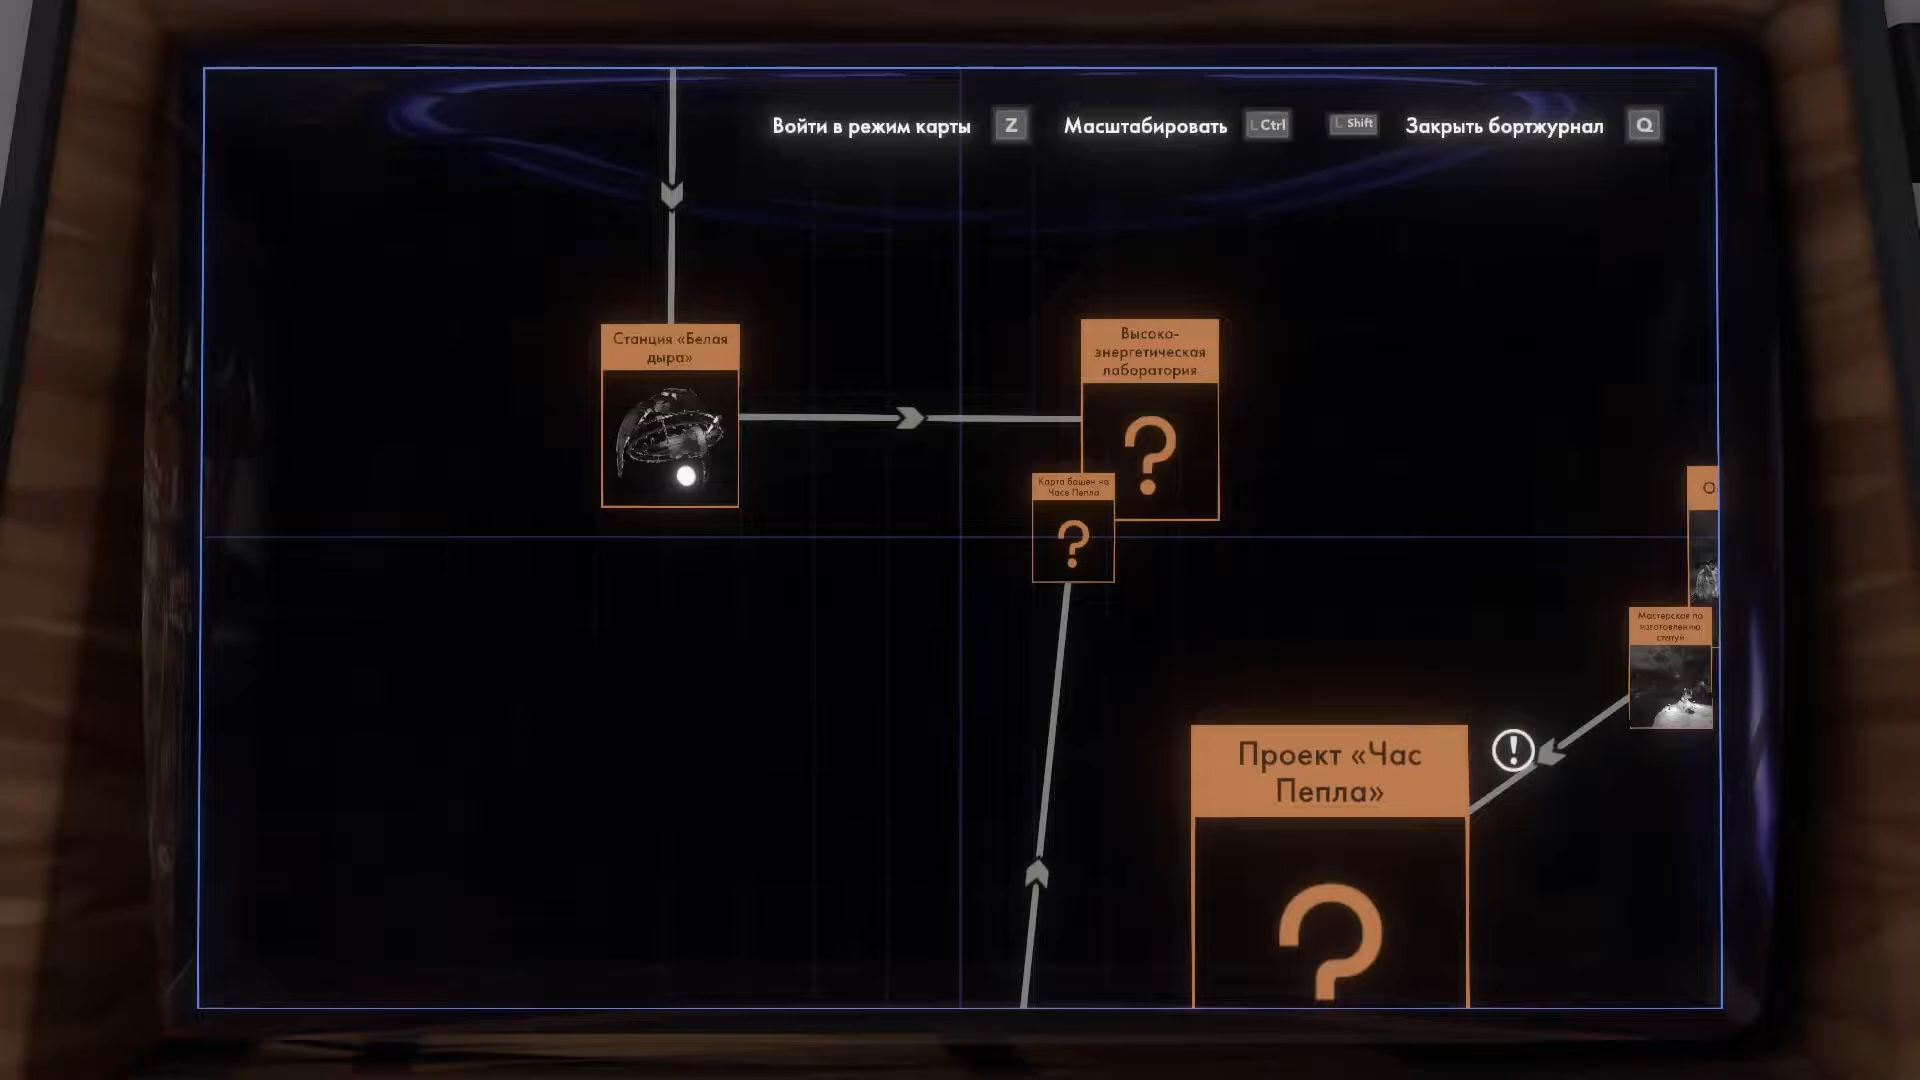 Войти в режим карты Z Масштабировать L Ctrl L Shift Закрыть бортжурнал Q
Станция «Белая
дыра»
Высоко-
энергетическая
лаборатория
Карта башен на
Часе Пепла
?
?
О
Мастерская по
изготовлению
статуй
!
Проект «Час
Пепла»
?